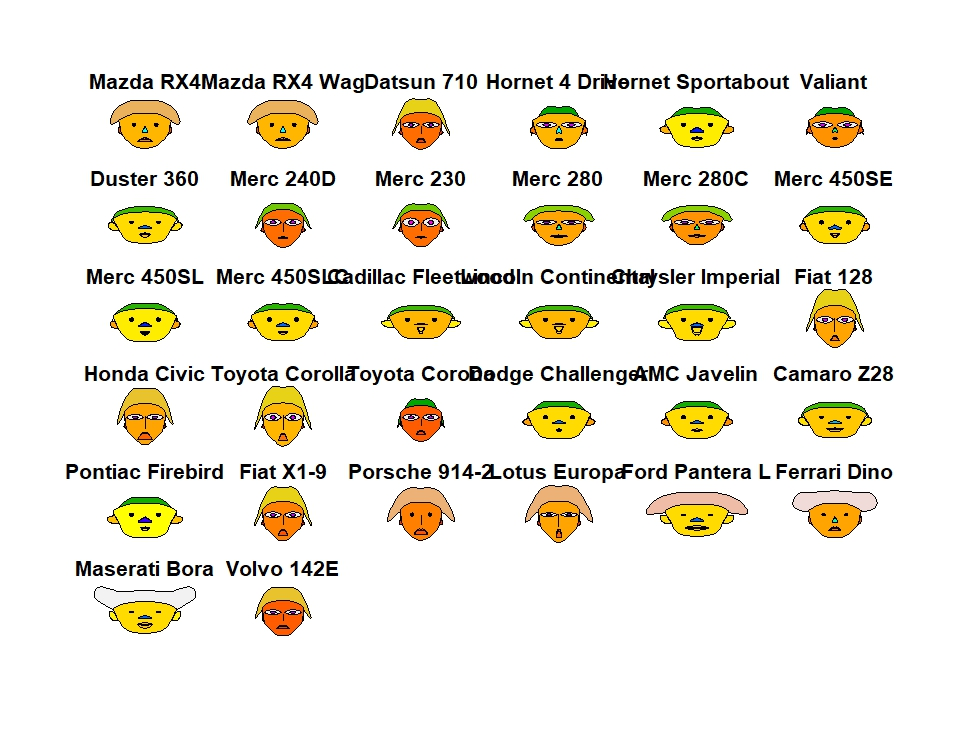 Mazda RX4 Mazda RX4 Wag Datsun 710 Hornet 4 Drive Hornet Sportabout Valiant
Duster 360 Merc 240D Merc 230 Merc 280 Merc 280C Merc 450SE
Merc 450SL Merc 450SLC Cadillac Fleetwood Lincoln Continental Chrysler Imperial Fiat 128
Honda Civic Toyota Corolla Toyota Corona Dodge Challenger AMC Javelin Camaro Z28
Pontiac Firebird Fiat X1-9 Porsche 914-2 Lotus Europa Ford Pantera L Ferrari Dino
Maserati Bora Volvo 142E